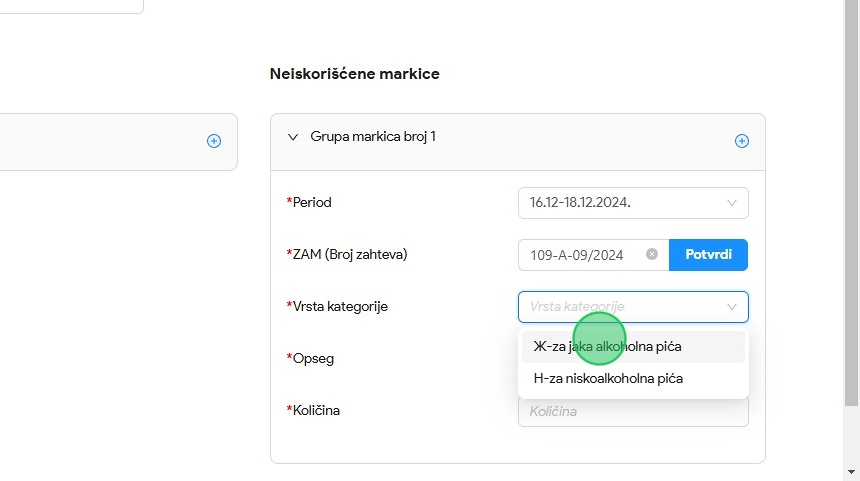 Neiskorišćene markice
Grupa markica broj 1
*Period
16.12-18.12.2024.
*ZAM (Broj zahteva)
109-A-09/2024
Potvrdi
*Vrsta kategorije
Vrsta kategorije
Ж-za jaka alkoholna pića
*Opseg
Н-za niskoalkoholna pića
*Količina
Količina